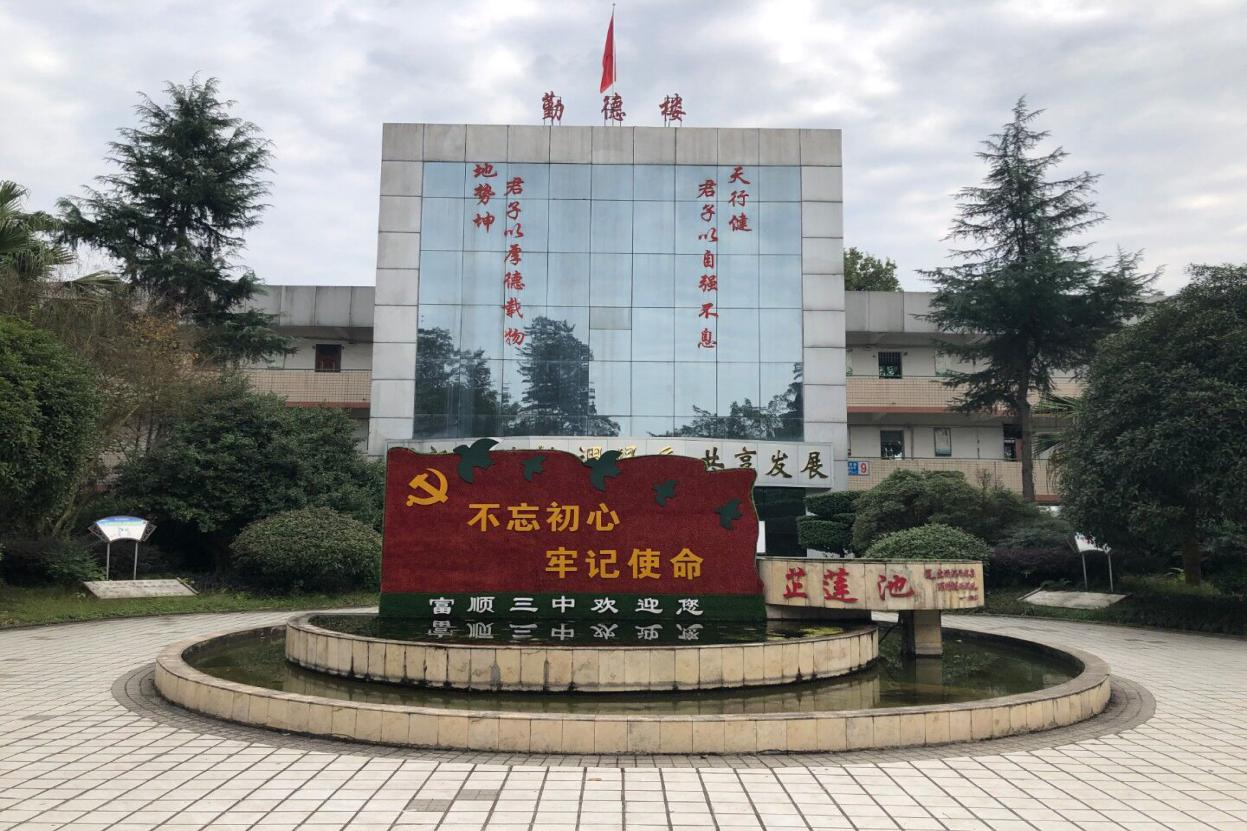 勤德楼
天行健
君子以自强不息
地势坤
君子以厚德载物
共享发展
不忘初心
牢记使命
富顺三中欢迎您
芷莲池
9